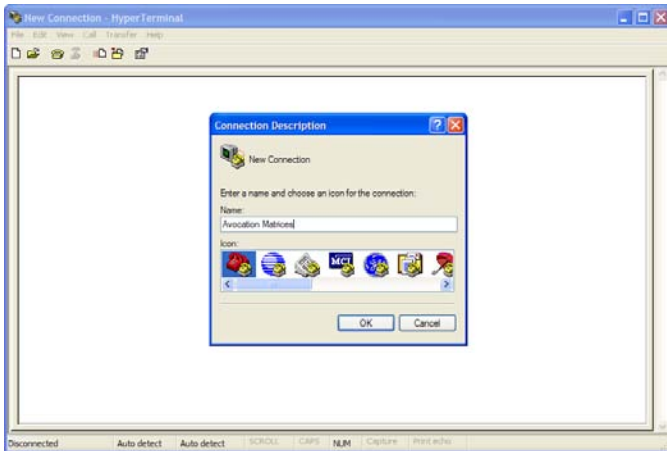 New Connection - HyperTerminal
File Edit View Call Transfer Help
Connection Description
New Connection
Enter a name and choose an icon for the connection:
Name:
Avocation Matrices
Icon:
MCI
OK Cancel
Disconnected Auto detect Auto detect SCROLL CAPS NUM Capture Print echo